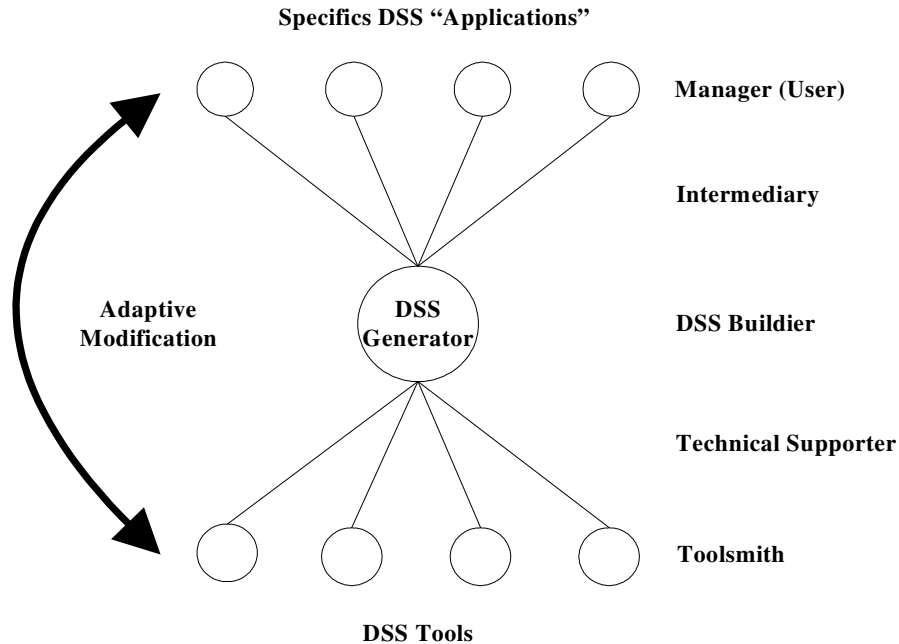 Specifics DSS “Applications”
Manager (User)
Intermediary
Adaptive
Modification
DSS
Generator
DSS Buildier
Technical Supporter
Toolsmith
DSS Tools